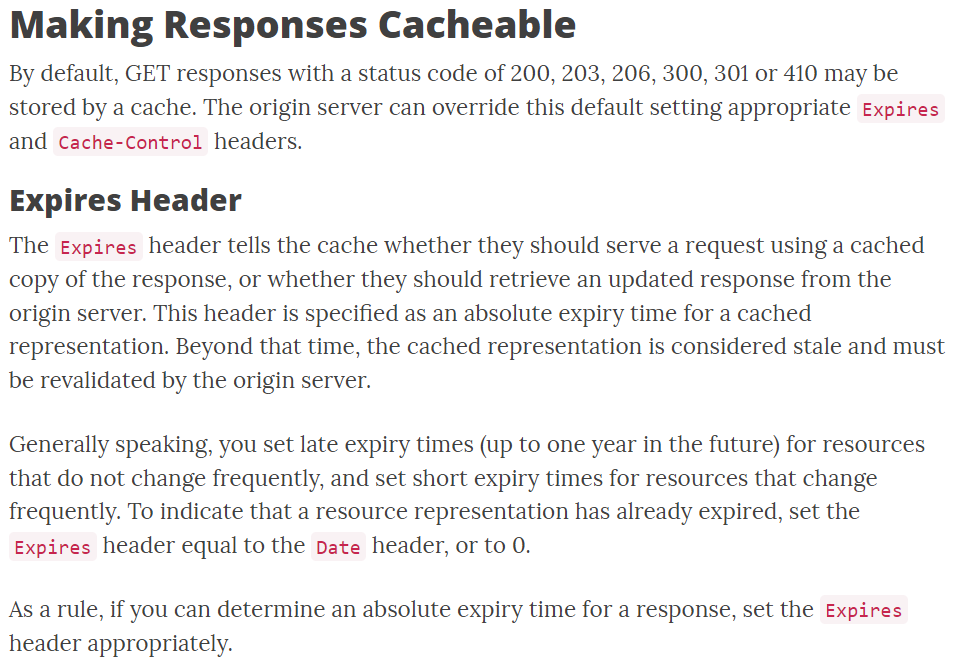 Making Responses Cacheable
By default, GET responses with a status code of 200, 203, 206, 300, 301 or 410 may be
stored by a cache. The origin server can override this default setting appropriate Expires
and Cache-Control headers.
Expires Header
The Expires header tells the cache whether they should serve a request using a cached
copy of the response, or whether they should retrieve an updated response from the
origin server. This header is specified as an absolute expiry time for a cached
representation. Beyond that time, the cached representation is considered stale and must
be revalidated by the origin server.
Generally speaking, you set late expiry times (up to one year in the future) for resources
that do not change frequently, and set short expiry times for resources that change
frequently. To indicate that a resource representation has already expired, set the
Expires header equal to the Date header, or to 0.
As a rule, if you can determine an absolute expiry time for a response, set the Expires
header appropriately.